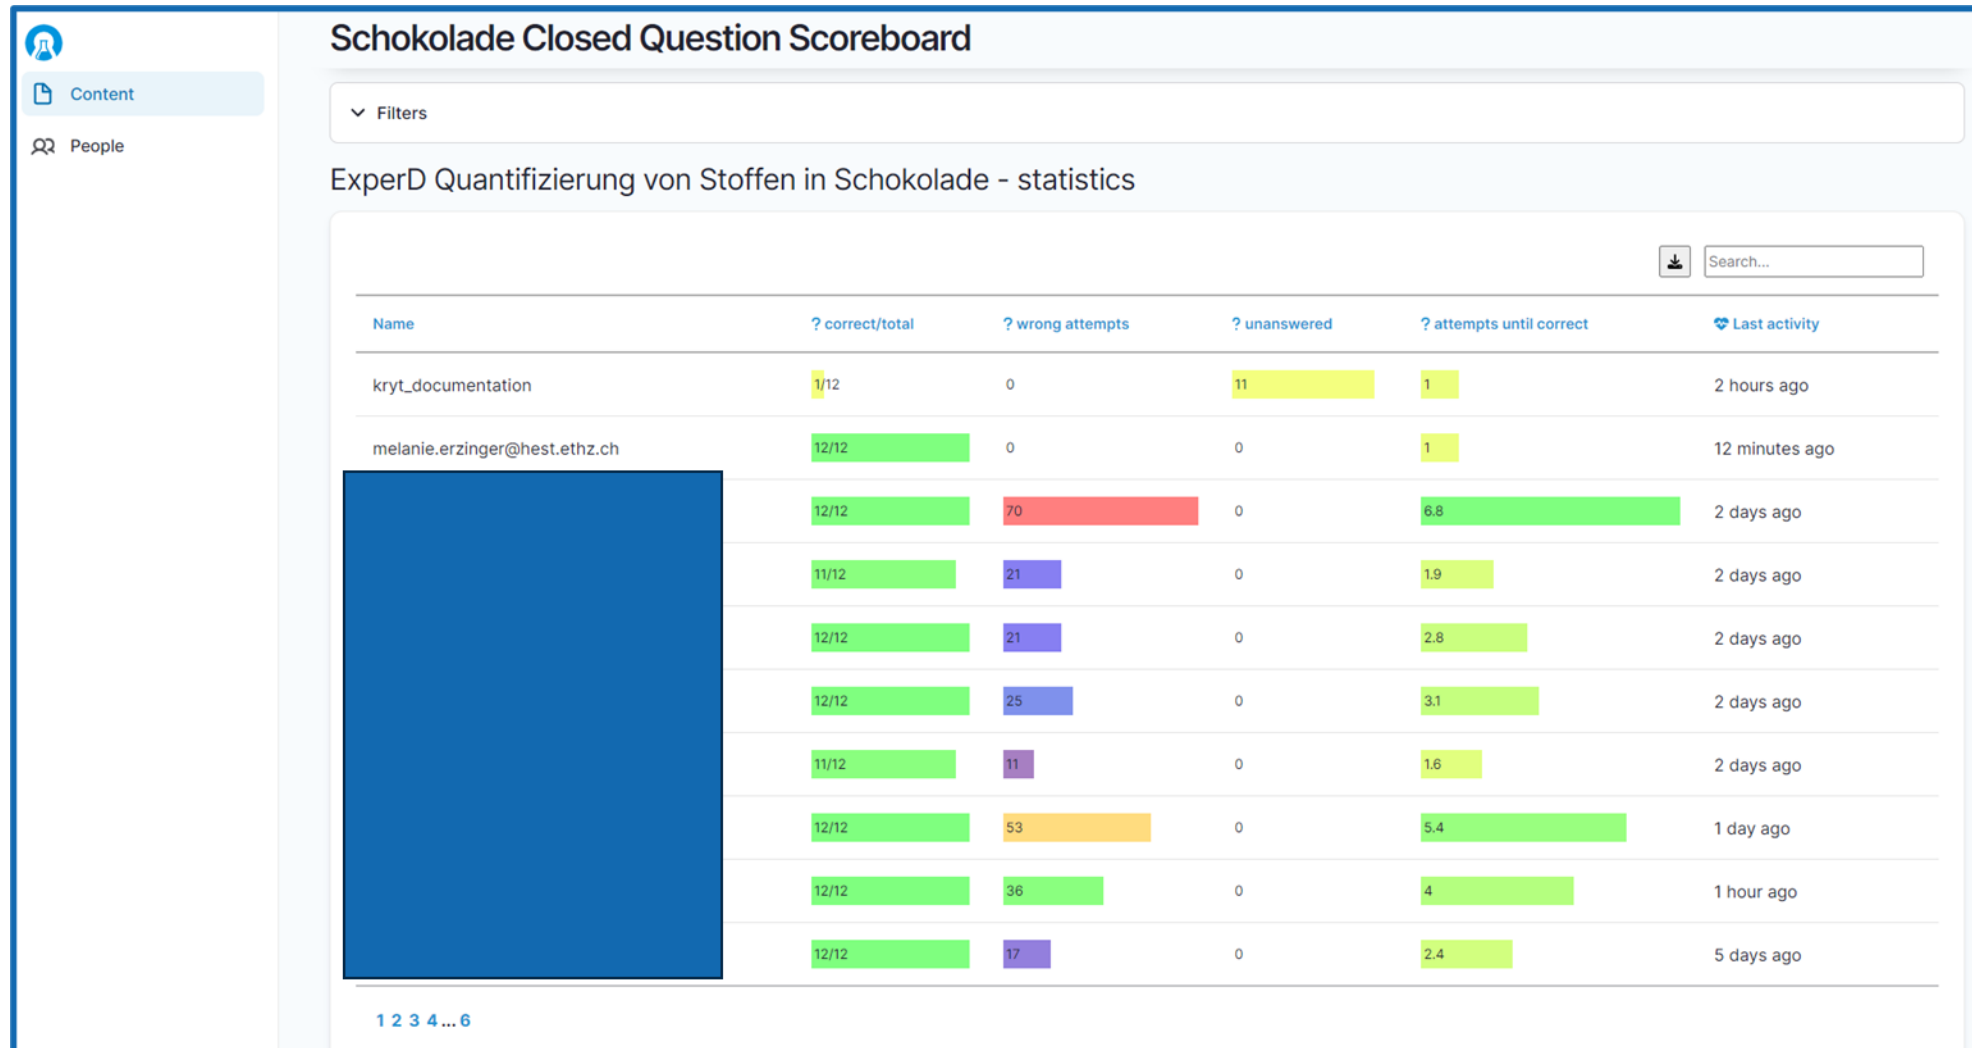 Schokolade Closed Question Scoreboard
Content
People
Filters
ExperD Quantifizierung von Stoffen in Schokolade - statistics
Search...
Name ? correct/total ? wrong attempts ? unanswered ? attempts until correct Last activity
kryt_documentation 1/12 0 11 1 2 hours ago
melanie.erzinger@hest.ethz.ch 12/12 0 0 1 12 minutes ago
12/12 70 0 6.8 2 days ago
11/12 21 0 1.9 2 days ago
12/12 21 0 2.8 2 days ago
12/12 25 0 3.1 2 days ago
11/12 11 0 1.6 2 days ago
12/12 53 0 5.4 1 day ago
12/12 36 0 4 1 hour ago
12/12 17 0 2.4 5 days ago
1 2 3 4 ... 6